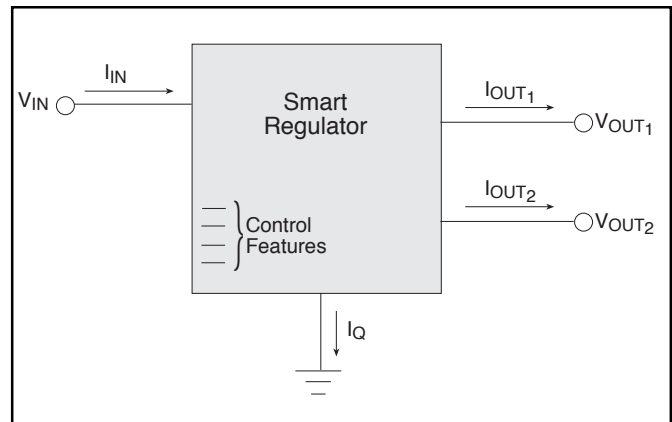 I_IN
V_IN
Smart
Regulator
I_OUT1
V_OUT1
I_OUT2
V_OUT2
Control
Features
I_Q